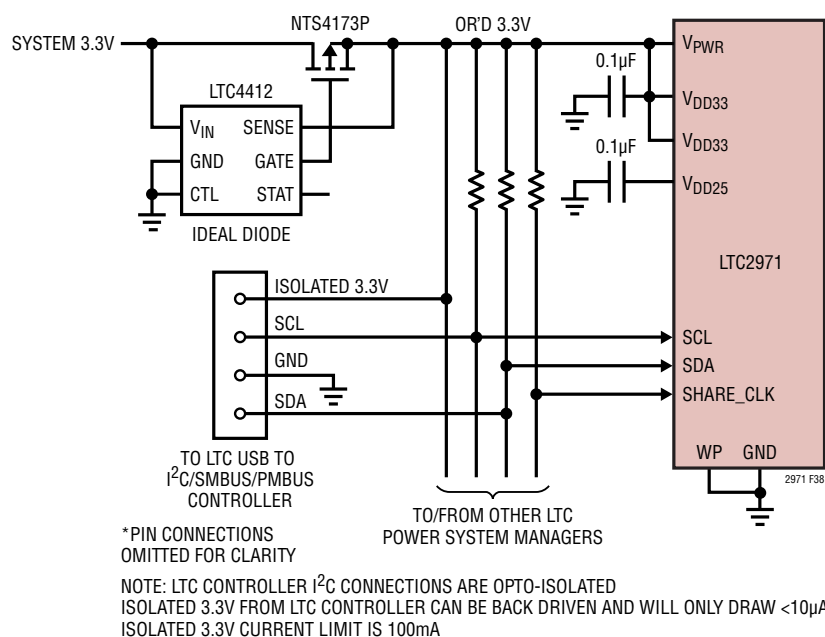 NTS4173P
SYSTEM 3.3V
OR'D 3.3V
LTC4412
VIN SENSE
GND GATE
CTL STAT
IDEAL DIODE
0.1µF
0.1µF
VPWR
VDD33
VDD33
VDD25
LTC2971
SCL
SDA
SHARE_CLK
WP GND
2971 F38
ISOLATED 3.3V
SCL
GND
SDA
TO LTC USB TO
I2C/SMBUS/PMBUS
CONTROLLER
TO/FROM OTHER LTC
POWER SYSTEM MANAGERS
*PIN CONNECTIONS
OMITTED FOR CLARITY
NOTE: LTC CONTROLLER I2C CONNECTIONS ARE OPTO-ISOLATED
ISOLATED 3.3V FROM LTC CONTROLLER CAN BE BACK DRIVEN AND WILL ONLY DRAW <10µA
ISOLATED 3.3V CURRENT LIMIT IS 100mA